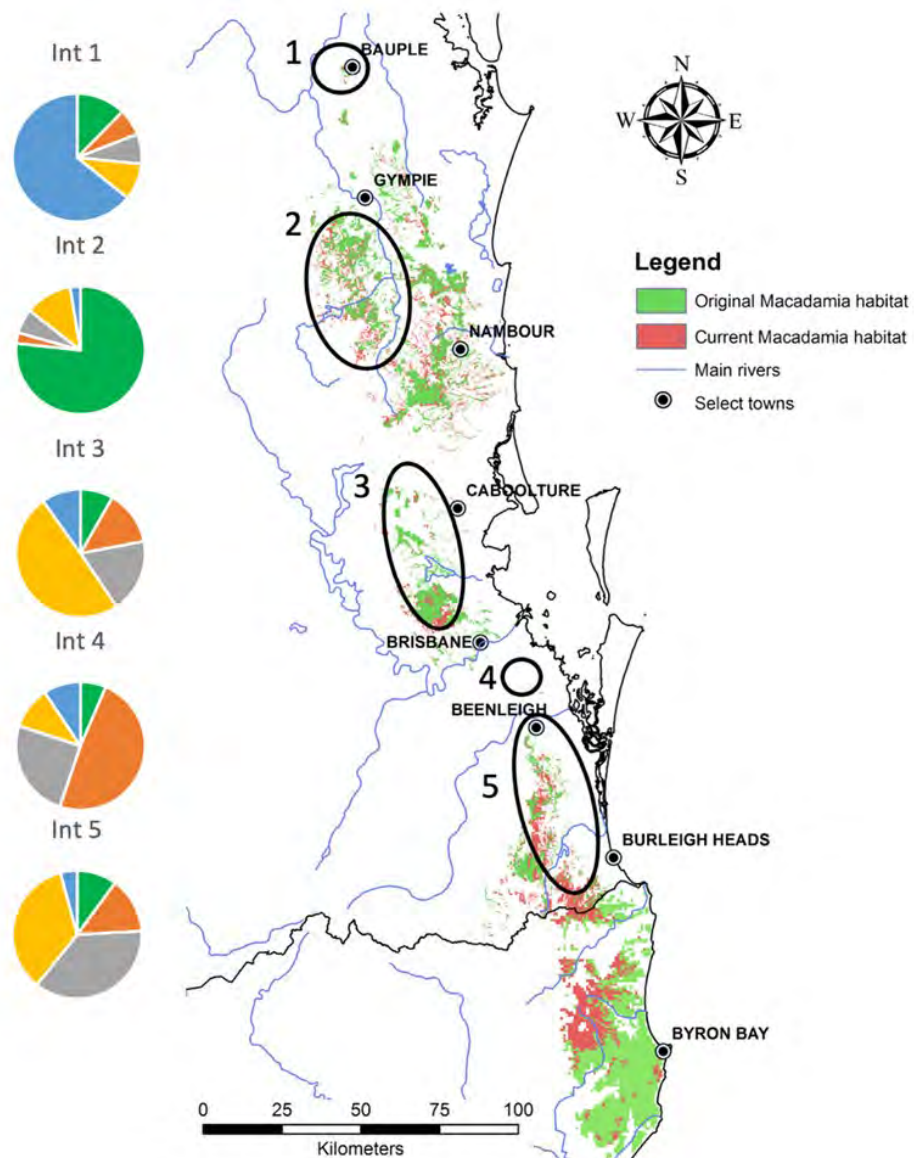 Int 1
Int 2
Int 3
Int 4
Int 5
1
BAUPLE
GYMPIE
2
NAMBOUR
3
CABOOLTURE
BRISBANE
4
BEENLEIGH
5
BURLEIGH HEADS
BYRON BAY
N
W
E
S
Legend
Original Macadamia habitat
Current Macadamia habitat
Main rivers
Select towns
0 25 50 75 100
Kilometers